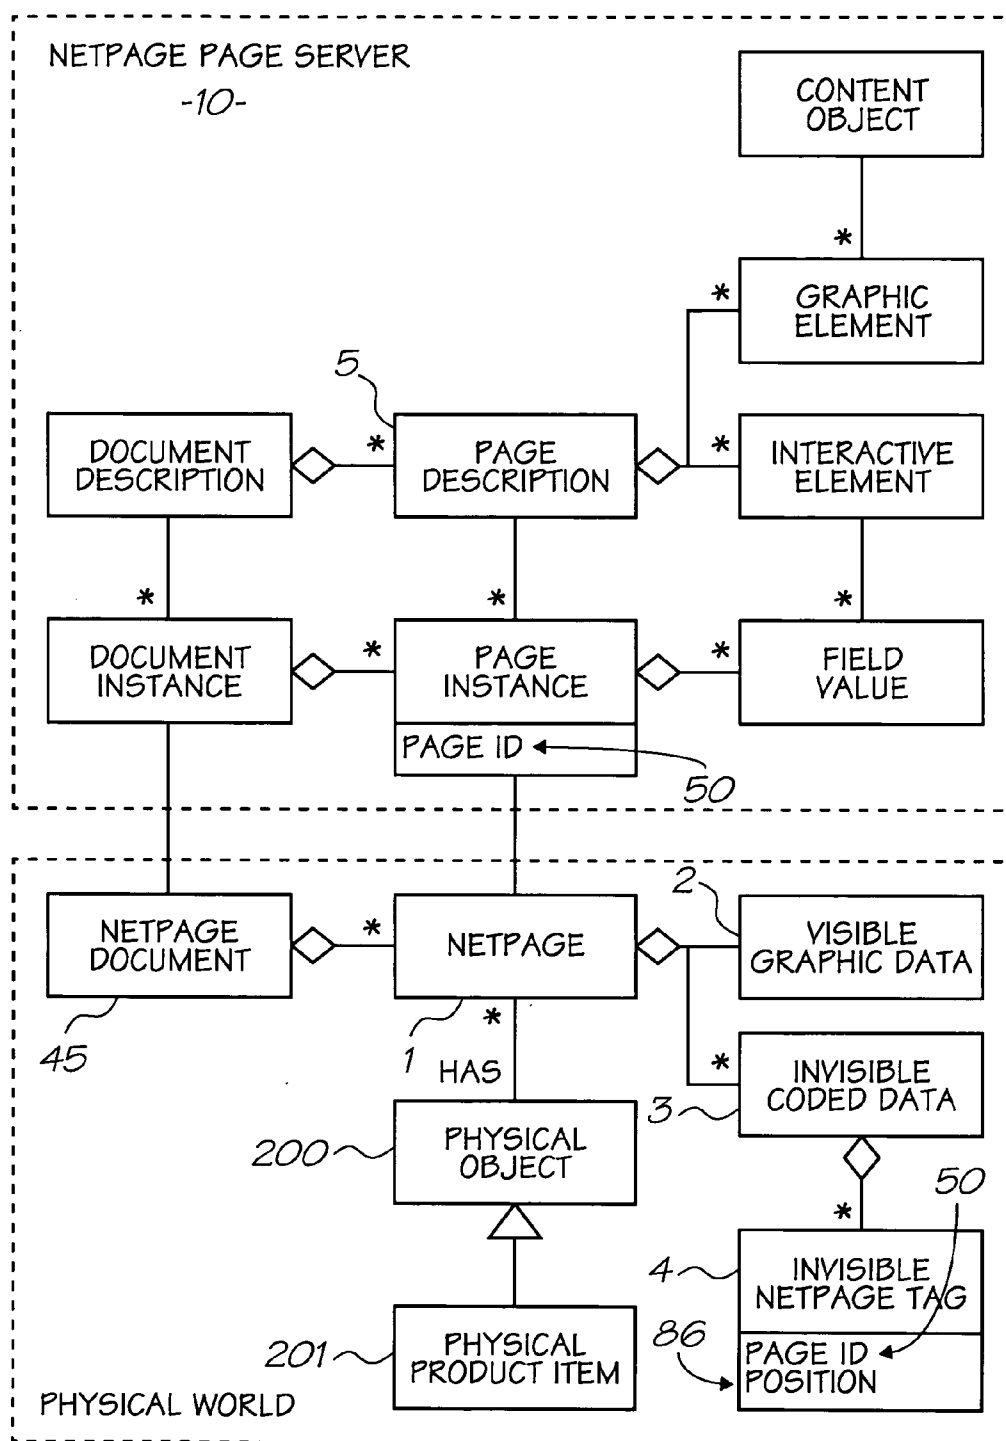 NETPAGE PAGE SERVER
-10-
CONTENT
OBJECT
*
*
GRAPHIC
ELEMENT
5
DOCUMENT
DESCRIPTION
*
PAGE
DESCRIPTION
*
INTERACTIVE
ELEMENT
*
*
*
DOCUMENT
INSTANCE
*
PAGE
INSTANCE
*
FIELD
VALUE
PAGE ID
50
NETPAGE
DOCUMENT
*
NETPAGE
2
VISIBLE
GRAPHIC DATA
45
1
*
HAS
*
3
INVISIBLE
CODED DATA
200
PHYSICAL
OBJECT
50
*
4
INVISIBLE
NETPAGE TAG
201
PHYSICAL
PRODUCT ITEM
86
PAGE ID
POSITION
PHYSICAL WORLD